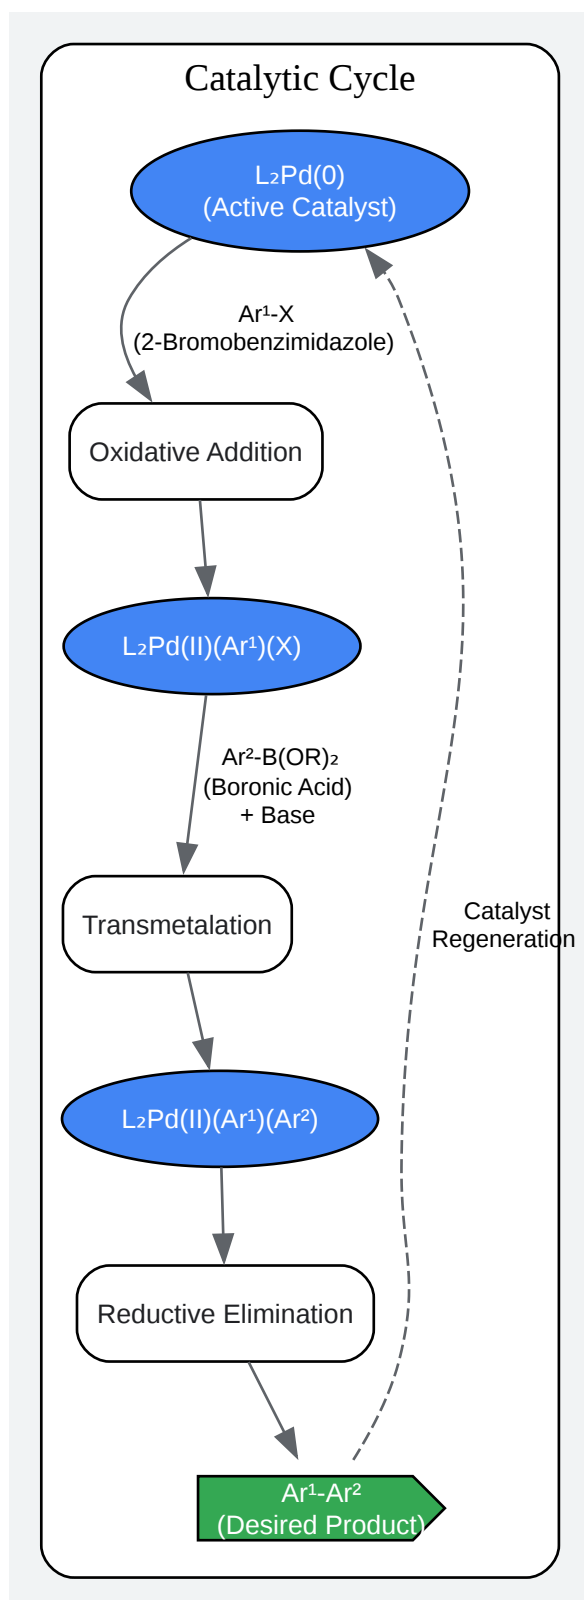 Catalytic Cycle
L₂Pd(0)
(Active Catalyst)
Ar¹-X
(2-Bromobenzimidazole)
Oxidative Addition
L₂Pd(II)(Ar¹)(X)
Ar²-B(OR)₂
(Boronic Acid)
+ Base
Transmetalation
Catalyst
Regeneration
L₂Pd(II)(Ar¹)(Ar²)
Reductive Elimination
Ar¹-Ar²
(Desired Product)